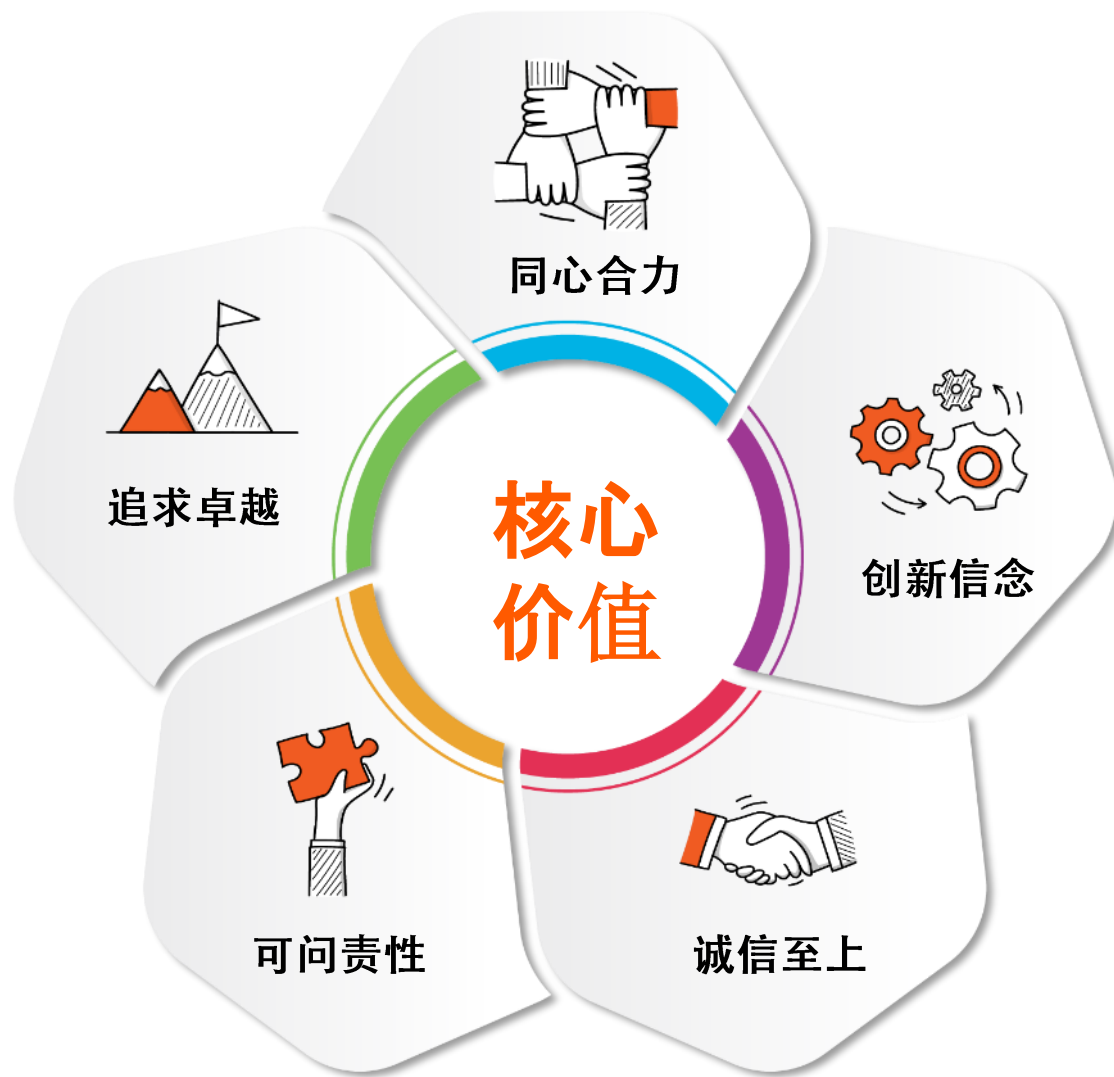 同心合力
追求卓越
创新信念
核心
价值
可问责性
诚信至上